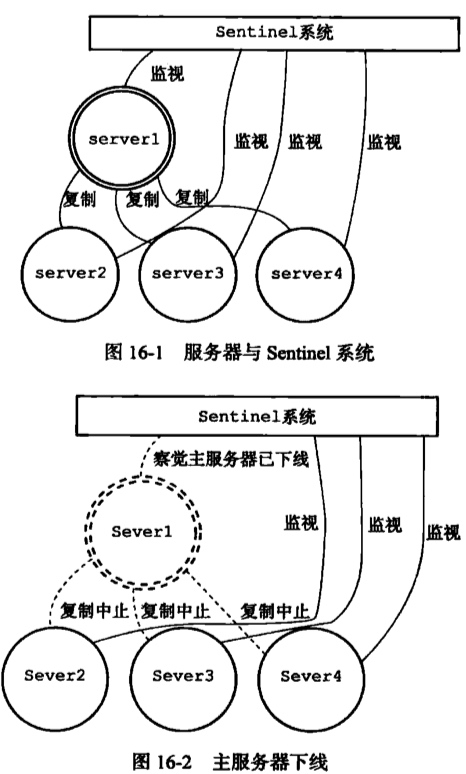 Sentinel系统
监视
server1
监视
监视
监视
复制
复制
复制
server2
server3
server4
图 16-1 服务器与 Sentinel 系统
Sentinel系统
察觉主服务器已下线
Sever1
监视
监视
监视
复制中止
复制中止
复制中止
Sever2
Sever3
Sever4
图 16-2 主服务器下线